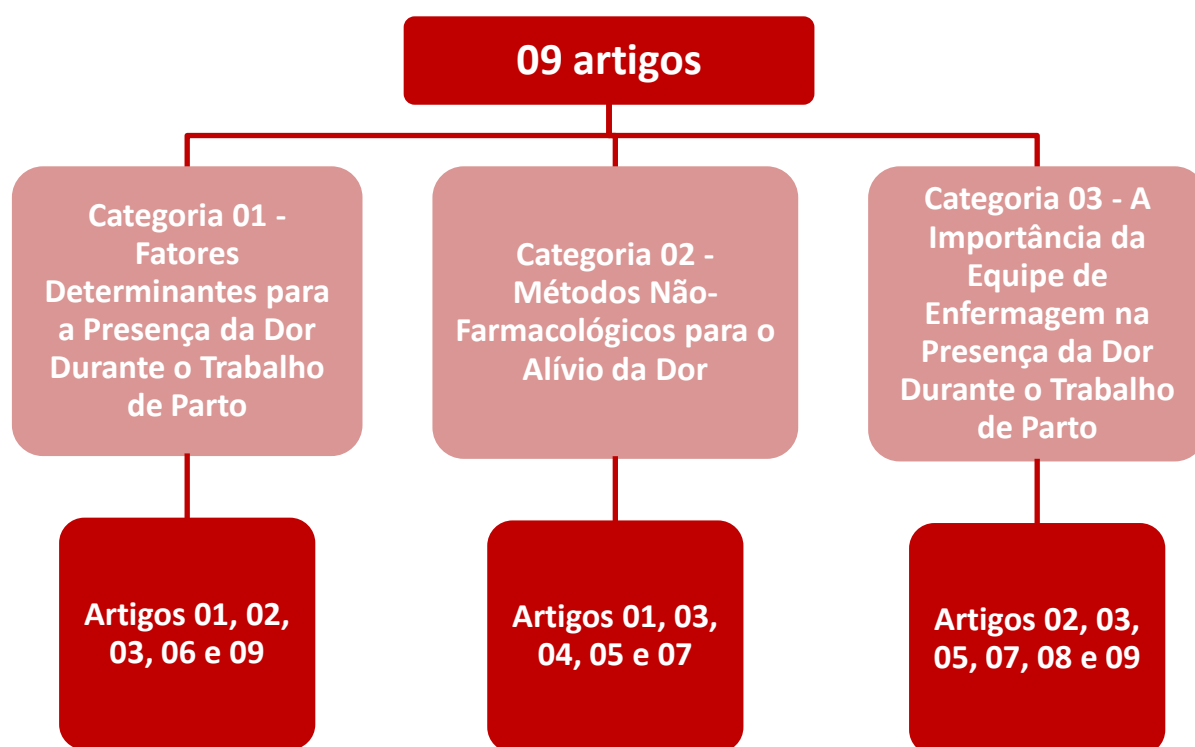 09 artigos
Categoria 01 -
Fatores
Determinantes para
a Presença da Dor
Durante o Trabalho
de Parto
Categoria 02 -
Métodos Não-
Farmacológicos para o
Alívio da Dor
Categoria 03 - A
Importância da
Equipe de
Enfermagem na
Presença da Dor
Durante o Trabalho
de Parto
Artigos 01, 02,
03, 06 e 09
Artigos 01, 03,
04, 05 e 07
Artigos 02, 03,
05, 07, 08 e 09